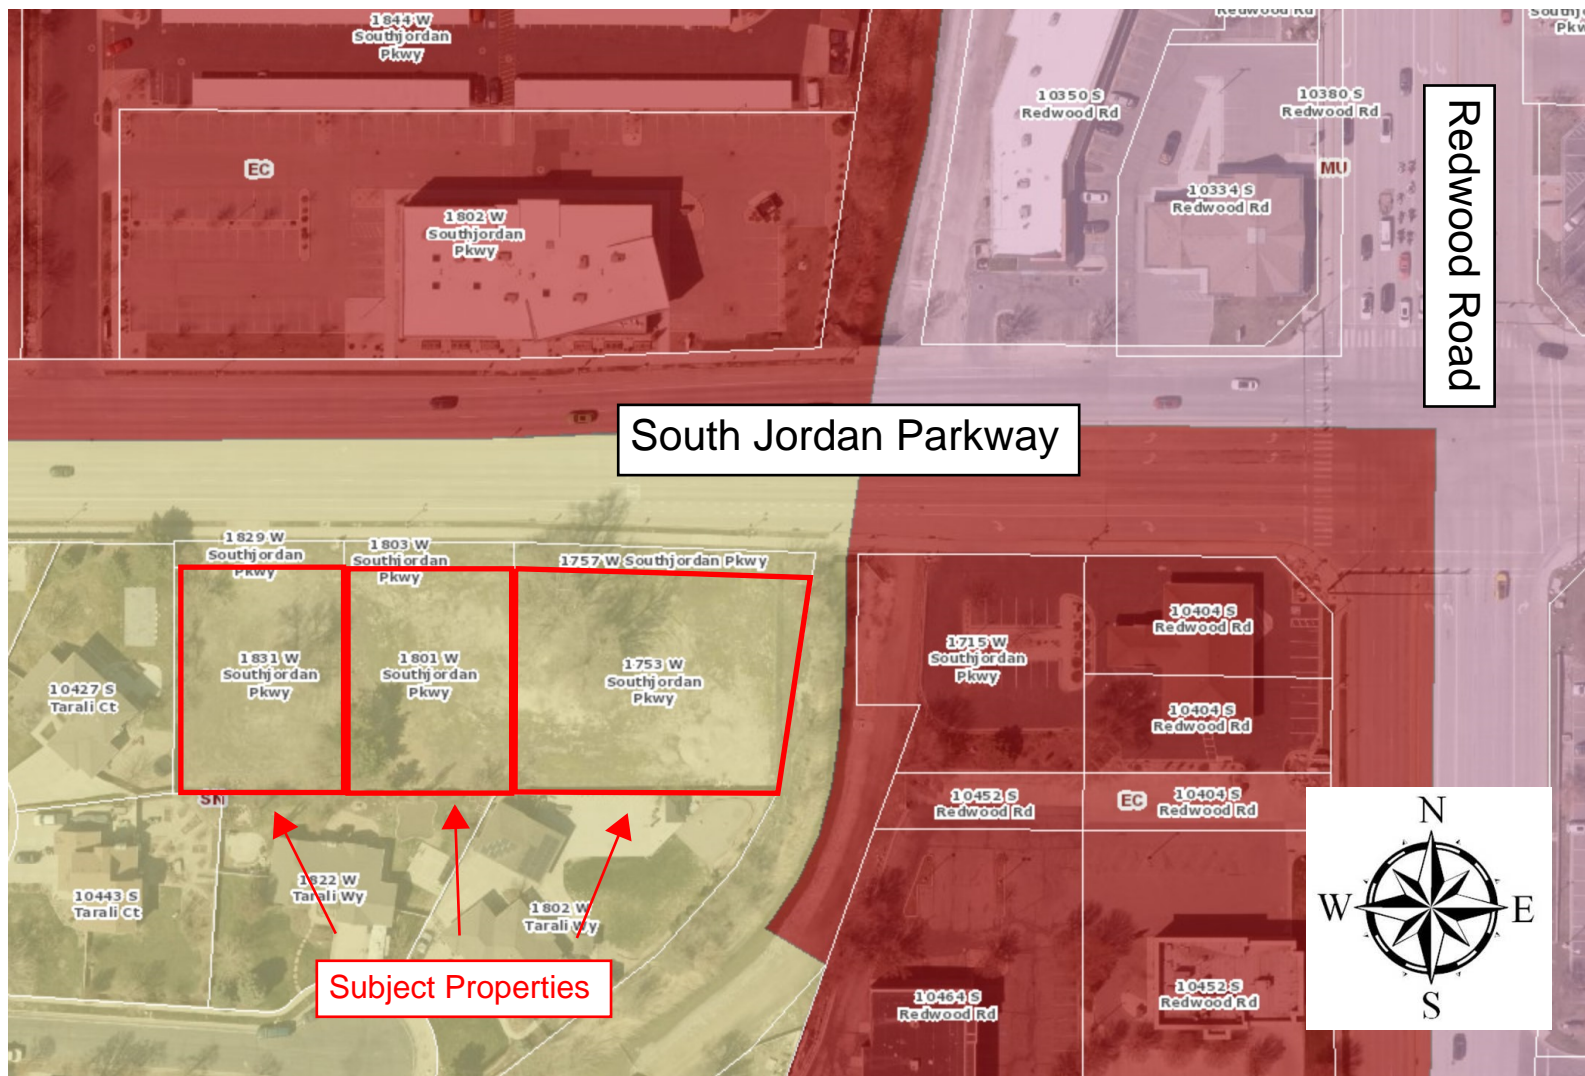 1844 W
Southjordan
Pkwy
Redwood Rd
Southj
Pkw
10350 S
Redwood Rd
10380 S
Redwood Rd
Redwood Road
EC
MU
1802 W
Southjordan
Pkwy
10334 S
Redwood Rd
South Jordan Parkway
1829 W
Southjordan
Pkwy
1803 W
Southjordan
Pkwy
1757 W Southjordan Pkwy
1831 W
Southjordan
Pkwy
1801 W
Southjordan
Pkwy
1753 W
Southjordan
Pkwy
1715 W
Southjordan
Pkwy
10404 S
Redwood Rd
10404 S
Redwood Rd
10427 S
Tarali Ct
SN
10452 S
Redwood Rd
EC
10404 S
Redwood Rd
10443 S
Tarali Ct
1822 W
Tarali Wy
1802 W
Tarali Wy
Subject Properties
10464 S
Redwood Rd
10452 S
Redwood Rd
N
W
E
S